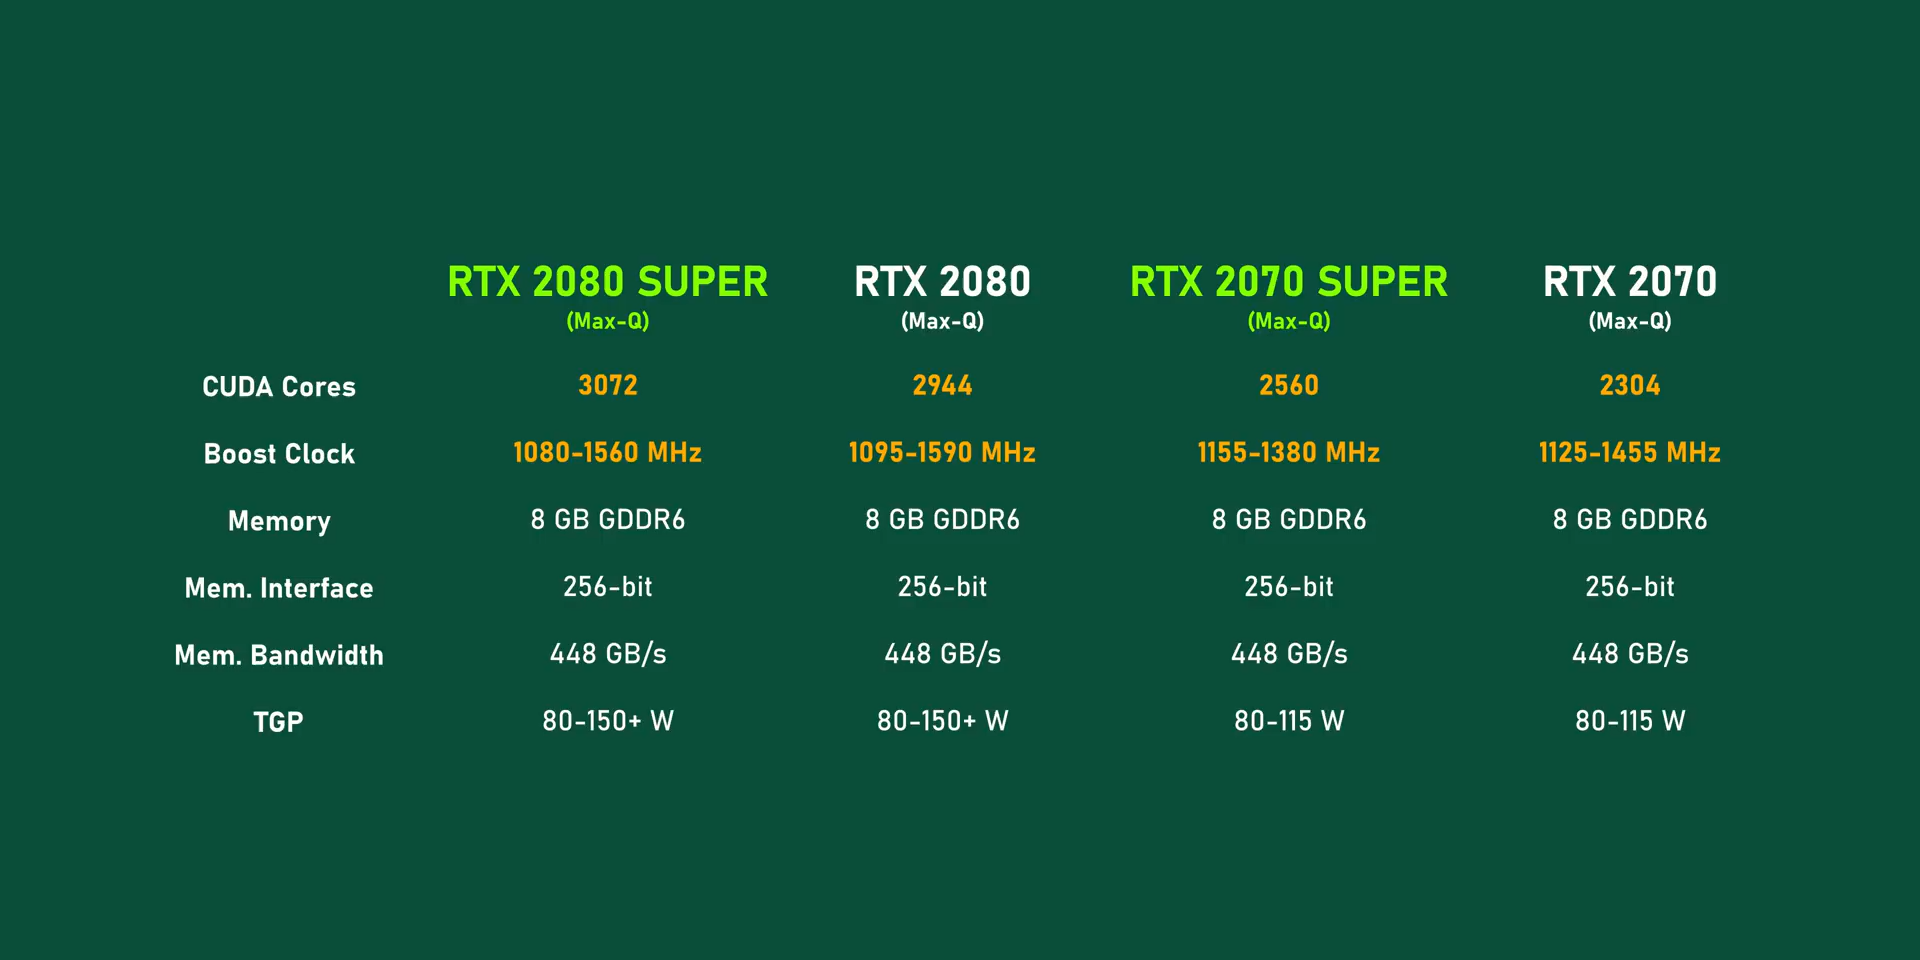 RTX 2080 SUPER RTX 2080 RTX 2070 SUPER RTX 2070
(Max-Q) (Max-Q) (Max-Q) (Max-Q)
CUDA Cores 3072 2944 2560 2304
Boost Clock 1080-1560 MHz 1095-1590 MHz 1155-1380 MHz 1125-1455 MHz
Memory 8 GB GDDR6 8 GB GDDR6 8 GB GDDR6 8 GB GDDR6
Mem. Interface 256-bit 256-bit 256-bit 256-bit
Mem. Bandwidth 448 GB/s 448 GB/s 448 GB/s 448 GB/s
TGP 80-150+ W 80-150+ W 80-115 W 80-115 W